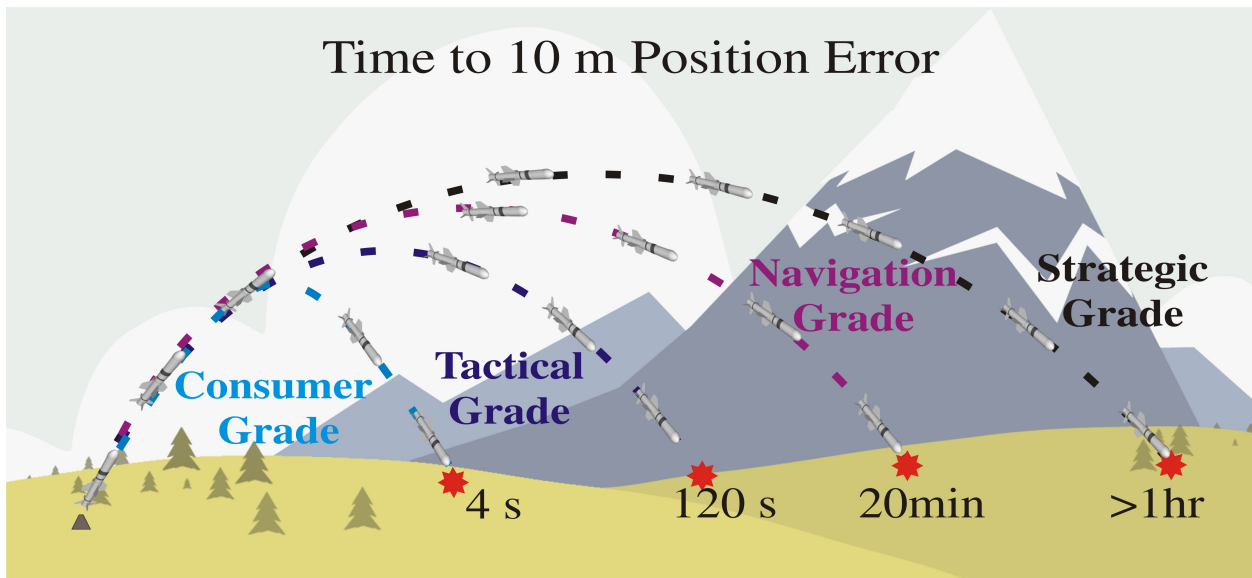 Time to 10 m Position Error
Consumer
Grade
Tactical
Grade
Navigation
Grade
Strategic
Grade
4 s
120 s
20min
>1hr